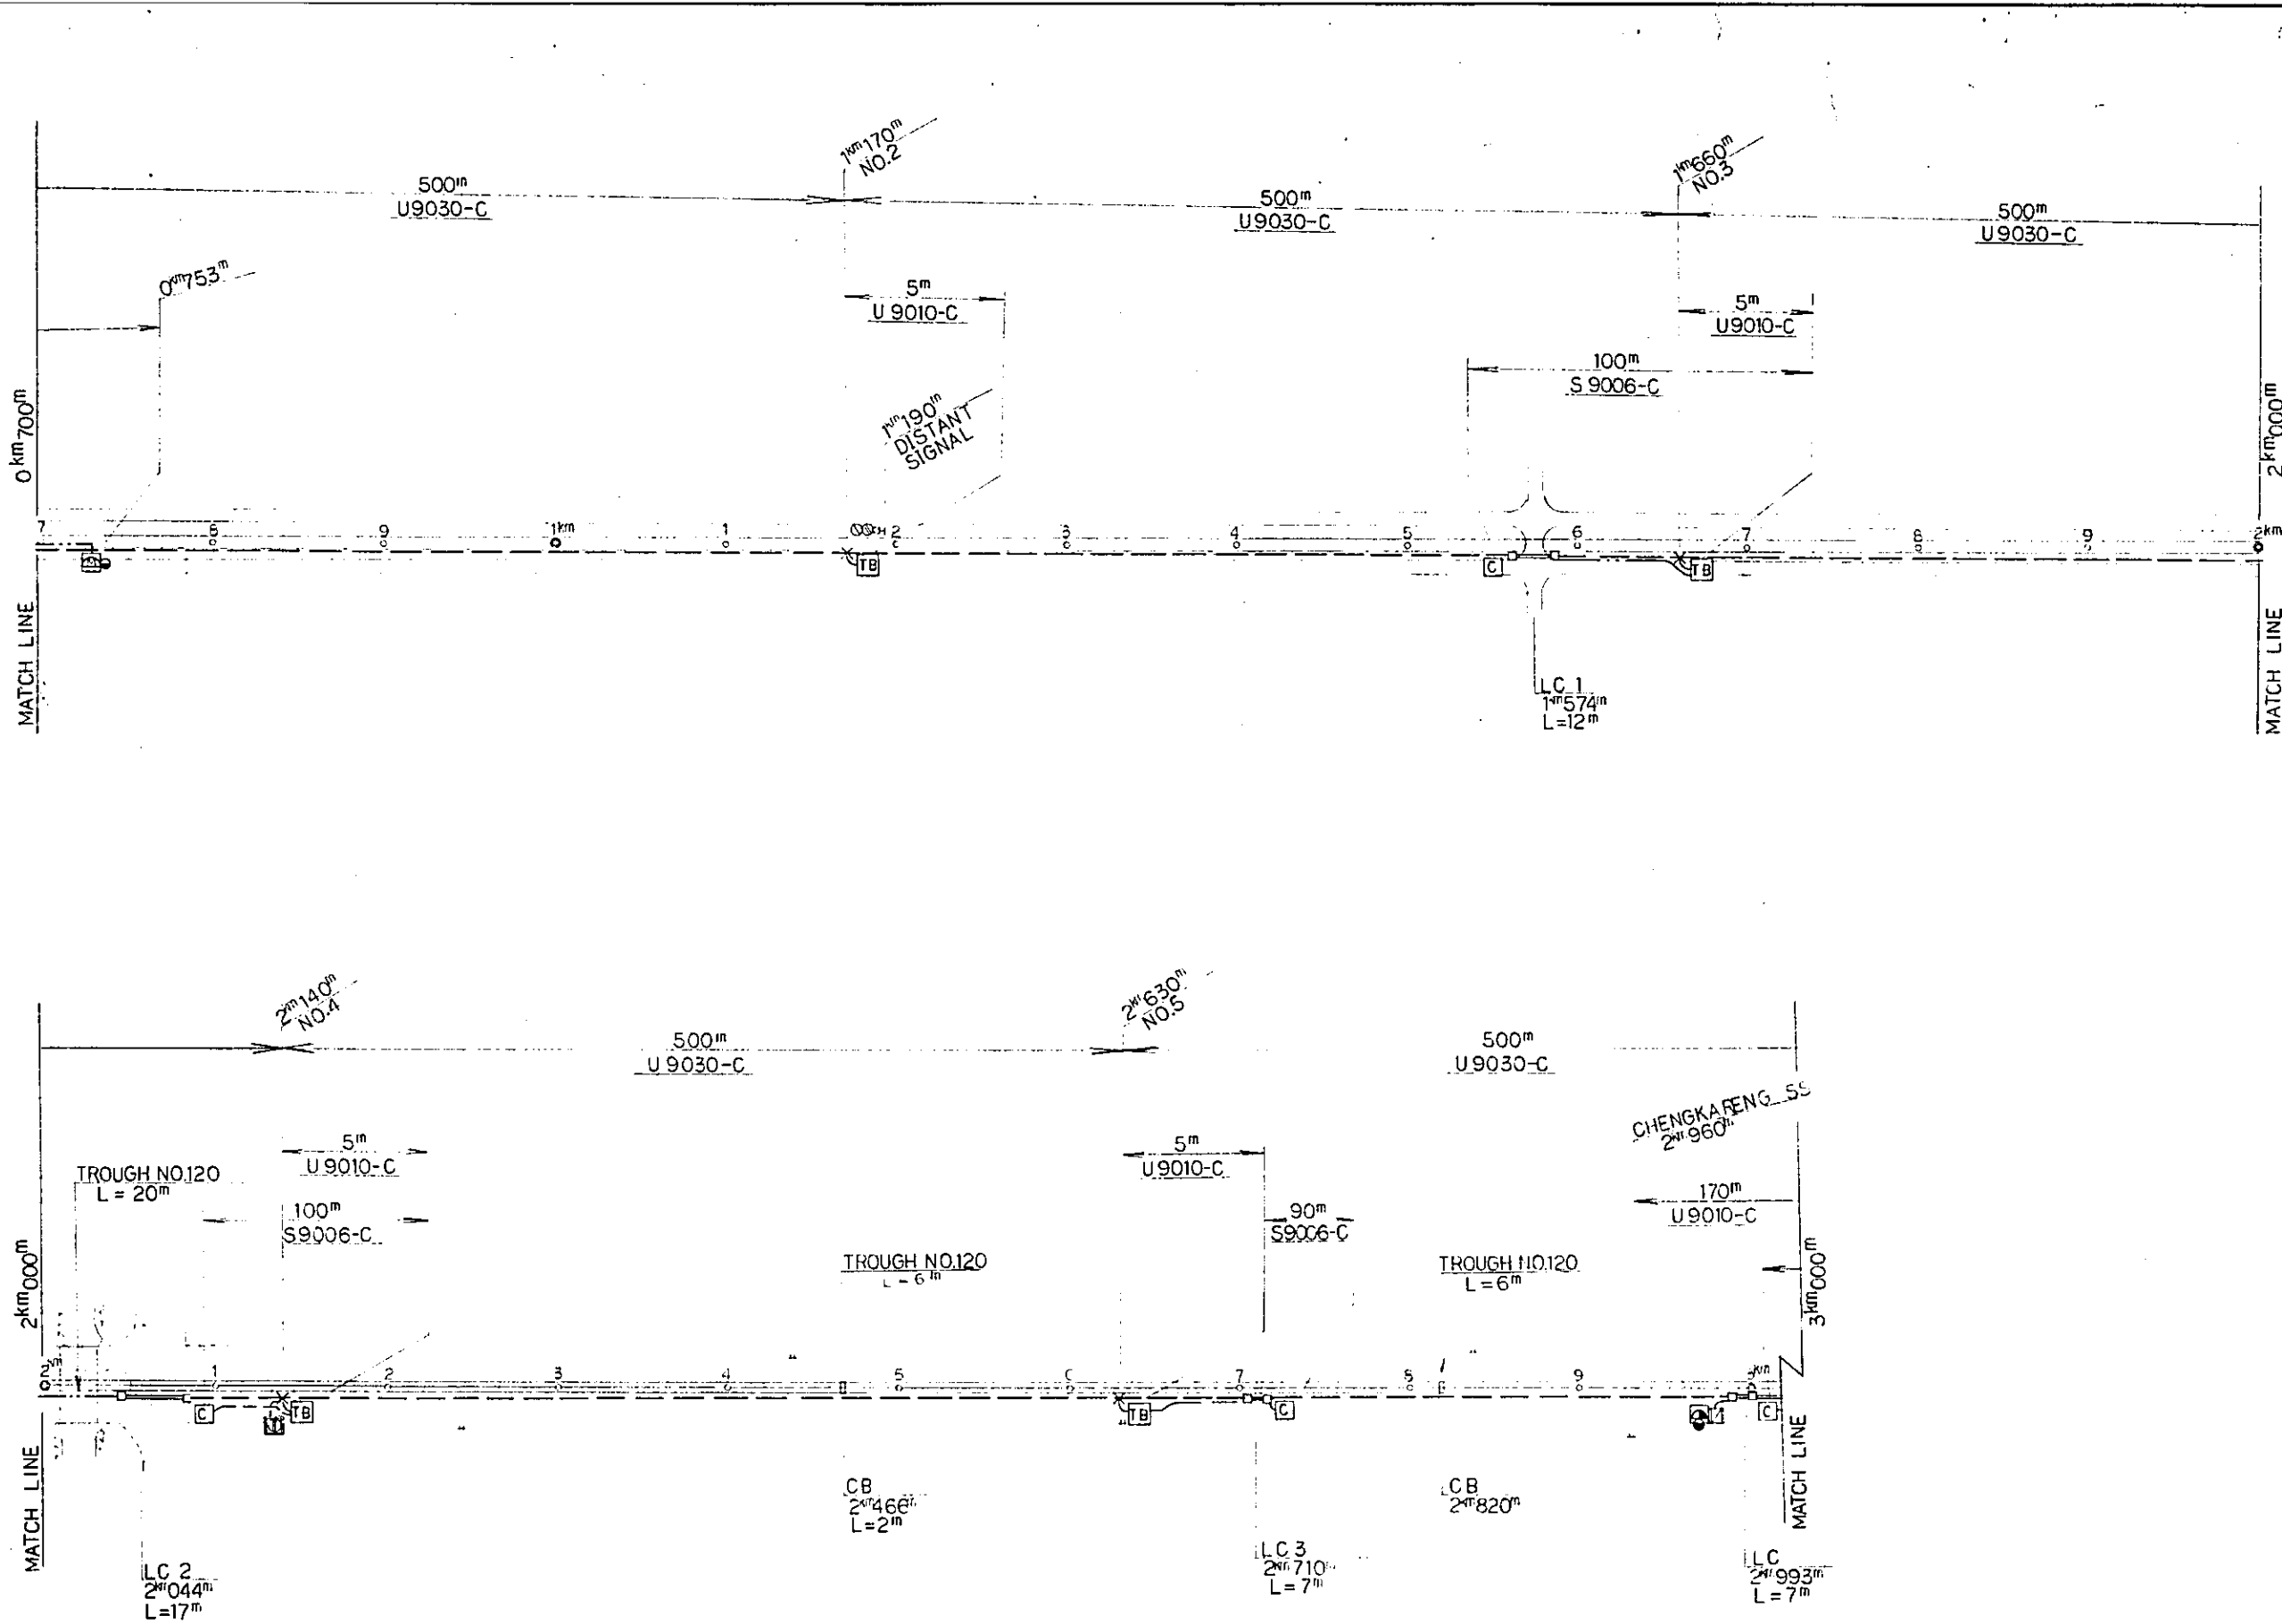 1km170m
NO.2
1km660m
NO.3
500m
U9030-C
500m
U9030-C
500m
U9030-C
0km753m
5m
U9010-C
5m
U9010-C
100m
S9006-C
1km190m
DISTANT
SIGNAL
0km700m
2km000m
7 8 9 1km 1 2 3 4 5 6 7 8 9 2km
TB
C
TB
MATCH LINE
MATCH LINE
LC 1
1km574m
L=12m
2km140m
NO.4
2km630m
NO.5
500m
U9030-C
500m
U9030-C
CHENGKARENG SS
2km960m
5m
U9010-C
5m
U9010-C
TROUGH NO.120
L=20m
170m
U9010-C
100m
S9006-C
90m
S9006-C
TROUGH NO.120
L=6m
TROUGH NO.120
L=6m
2km000m
3km000m
1 2 3 4 5 7 8 9
C
TB
TB
C
C
MATCH LINE
MATCH LINE
CB
2km466m
L=2m
CB
2km820m
LC 2
2km044m
L=17m
LC 3
2km710m
L=7m
LC
2km993m
L=7m